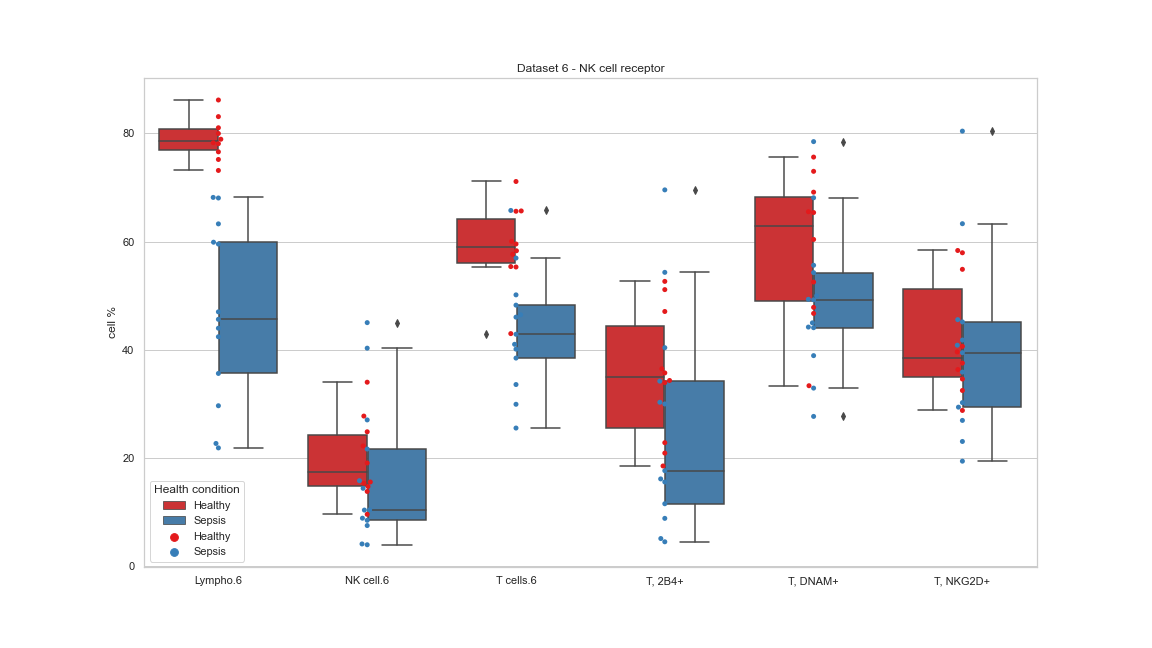 Dataset 6 - NK cell receptor
cell %
80
60
40
20
0
Health condition
Healthy
Sepsis
Healthy
Sepsis
Lympho.6 NK cell.6 T cells.6 T, 2B4+ T, DNAM+ T, NKG2D+